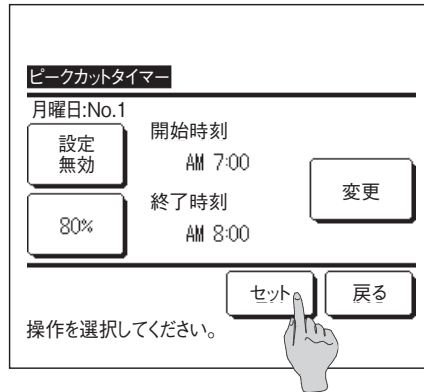 ピークカットタイマー
月曜日:No.1
設定
無効
開始時刻
AM 7:00
80%
終了時刻
AM 8:00
変更
セット
戻る
操作を選択してください。